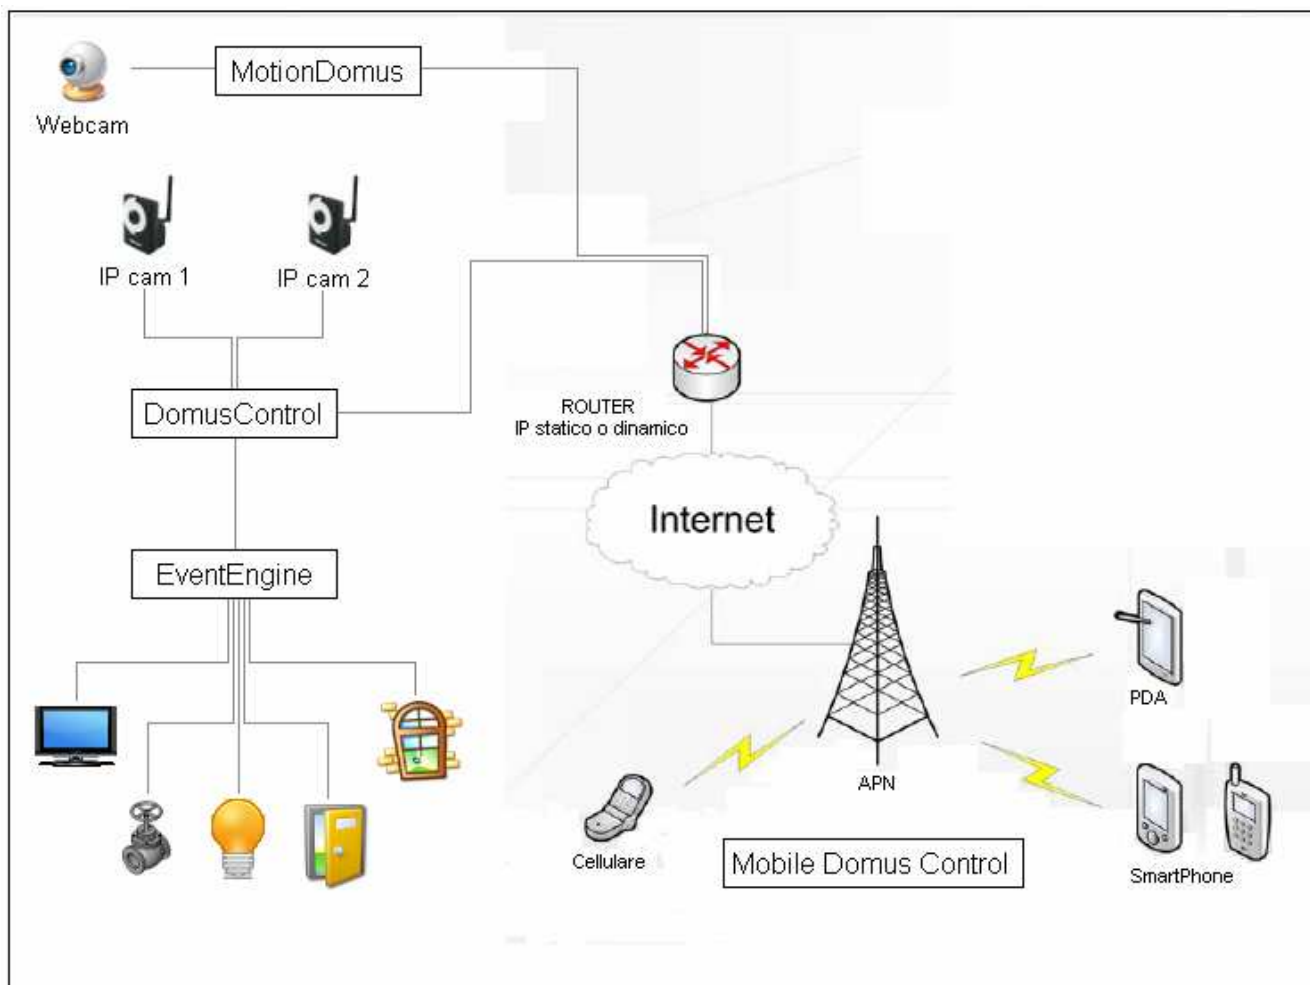 MotionDomus
Webcam
IP cam 1
IP cam 2
DomusControl
ROUTER
IP statico o dinamico
Internet
EventEngine
PDA
APN
Cellulare
Mobile Domus Control
SmartPhone